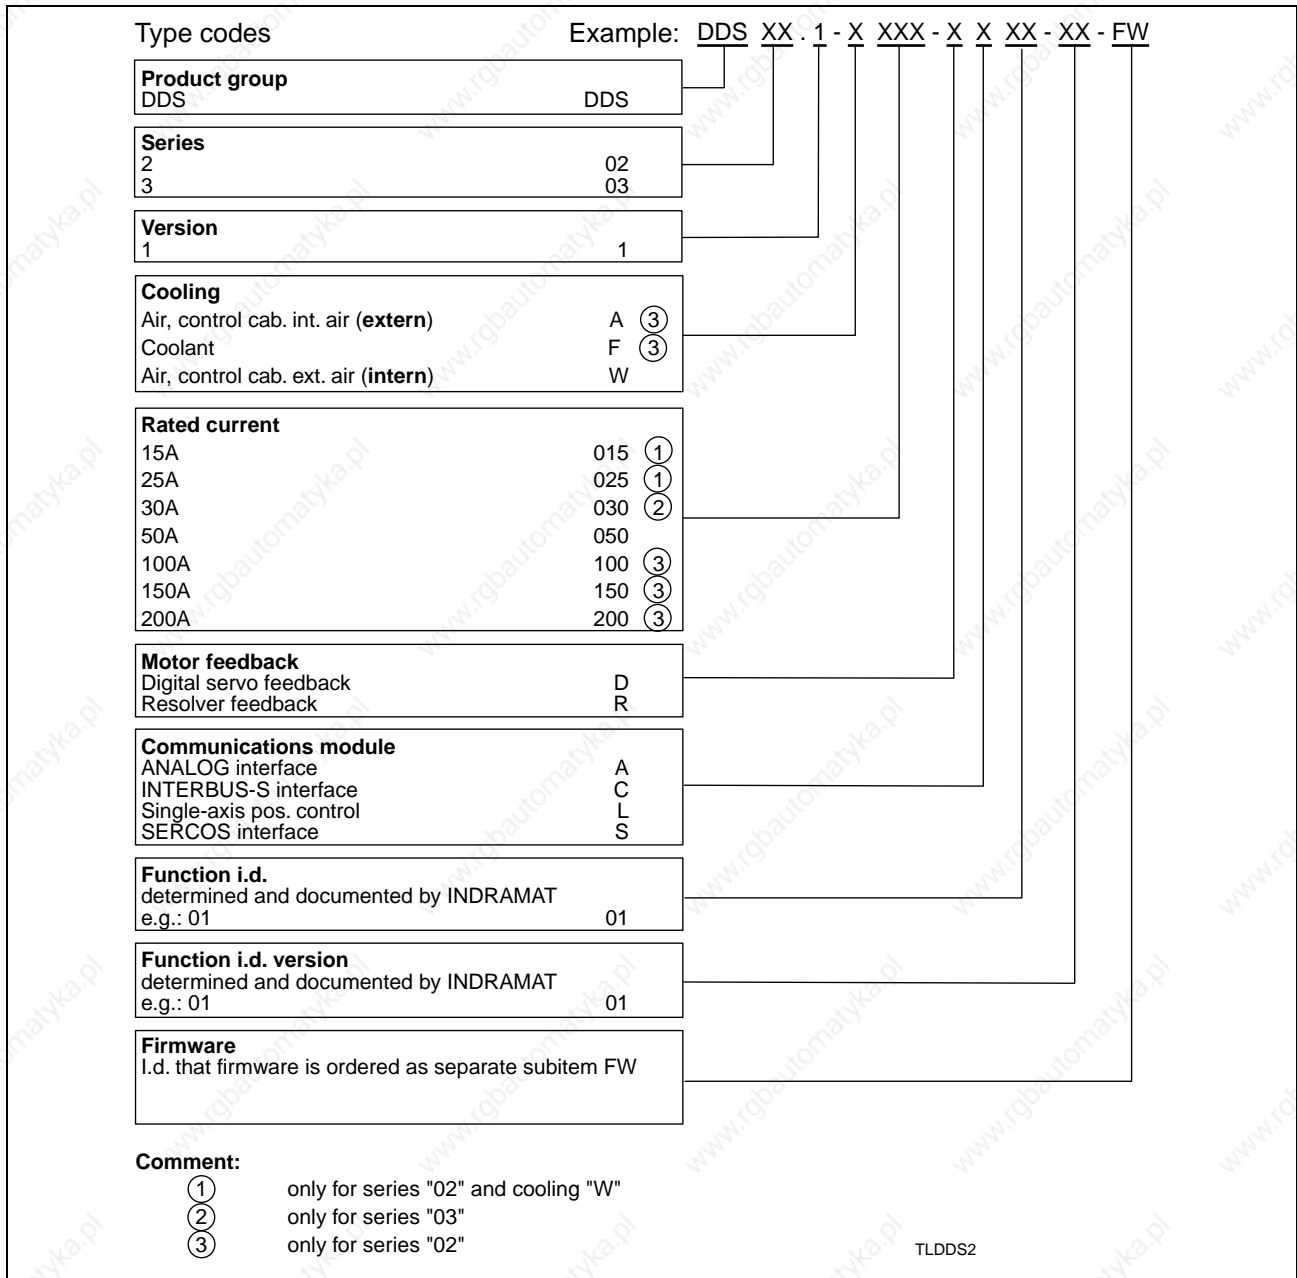 Type codes Example: DDS XX . 1 - X XXX - X X XX - XX - FW
Product group
DDS DDS
Series
2 02
3 03
Version
1 1
Cooling
Air, control cab. int. air (extern) A 3
Coolant F 3
Air, control cab. ext. air (intern) W
Rated current
15A 015 1
25A 025 1
30A 030 2
50A 050
100A 100 3
150A 150 3
200A 200 3
Motor feedback
Digital servo feedback D
Resolver feedback R
Communications module
ANALOG interface A
INTERBUS-S interface C
Single-axis pos. control L
SERCOS interface S
Function i.d.
determined and documented by INDRAMAT
e.g.: 01 01
Function i.d. version
determined and documented by INDRAMAT
e.g.: 01 01
Firmware
I.d. that firmware is ordered as separate subitem FW
Comment:
1 only for series "02" and cooling "W"
2 only for series "03"
3 only for series "02"
TLDDS2
www.rgbautomatyka.pl